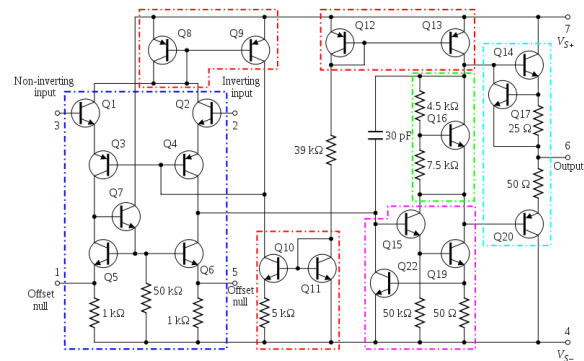 Q8
Q9
Q12
Q13
7
V_S+
Q14
Non-inverting
input
Inverting
input
Q1
Q2
3
2
4.5 kΩ
Q16
Q17
25 Ω
30 pF
Q3
Q4
39 kΩ
7.5 kΩ
6
Output
50 Ω
Q7
Q15
Q20
Q10
Q19
Q5
Q6
Q22
Q11
1
5
Offset
null
Offset
null
50 kΩ
1 kΩ
1 kΩ
5 kΩ
50 kΩ
50 Ω
4
V_S−